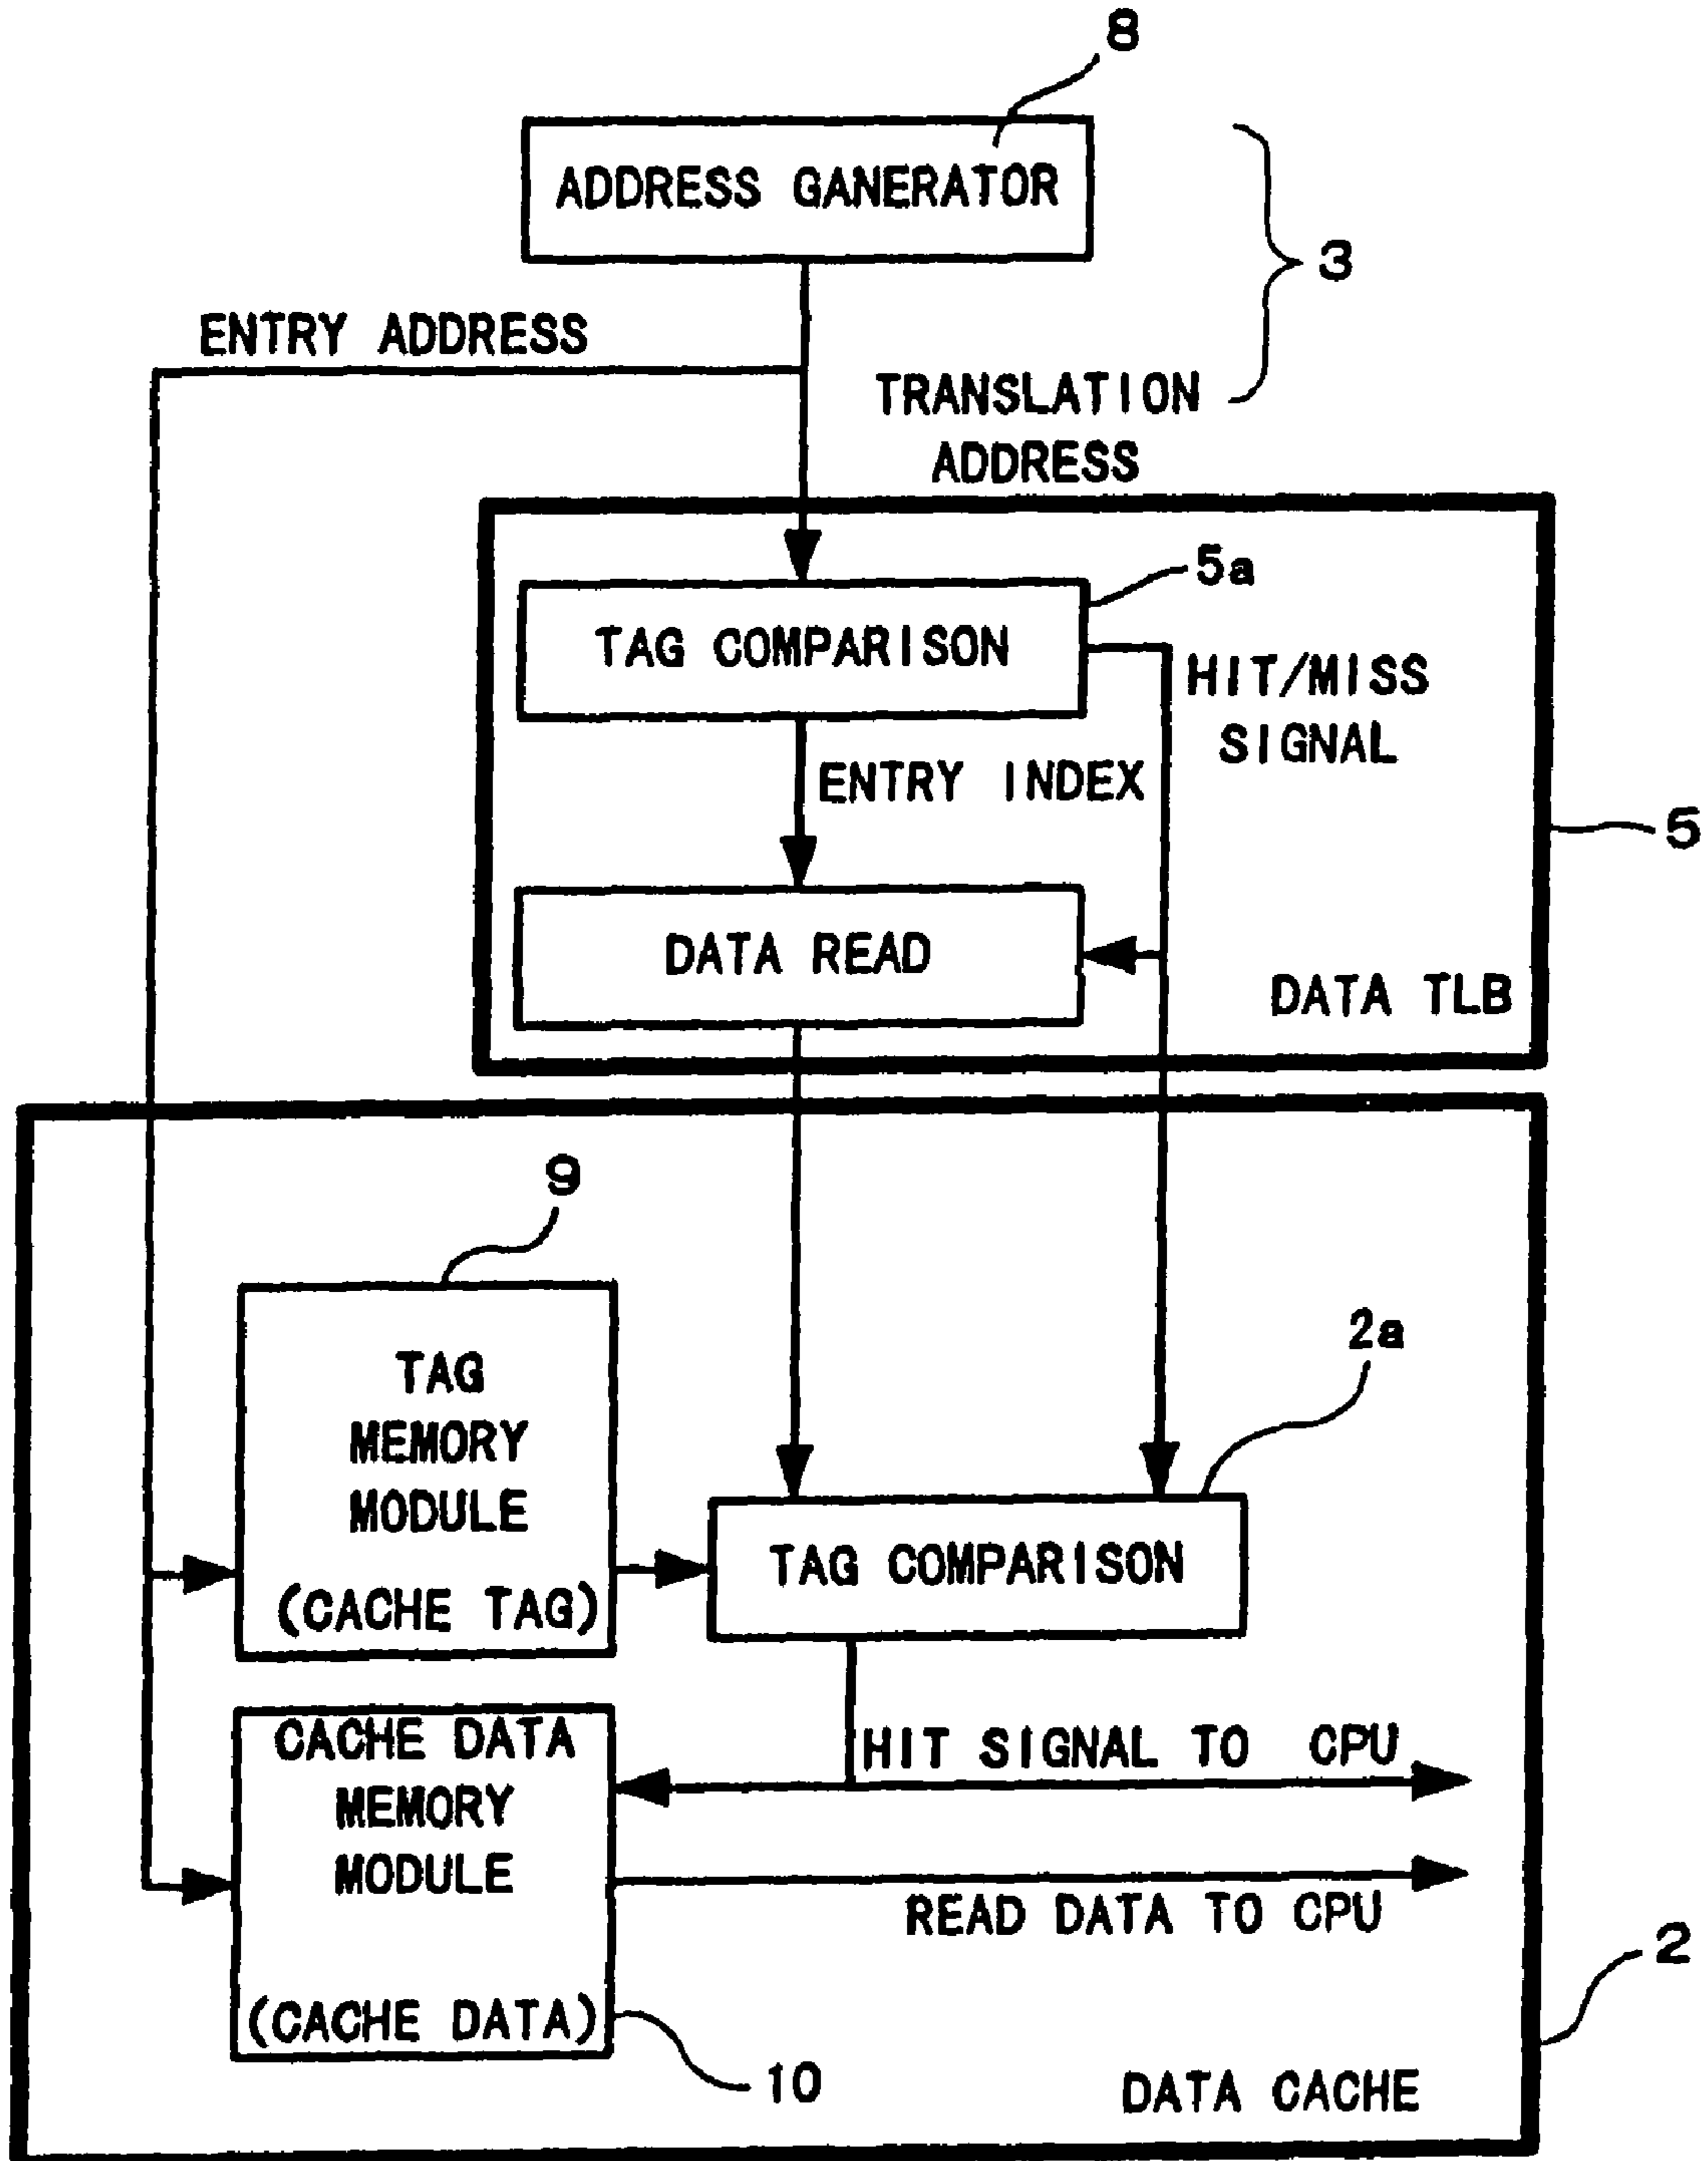 8
ADDRESS GANERATOR
3
ENTRY ADDRESS
TRANSLATION
ADDRESS
5a
TAG COMPARISON
HIT/MISS
SIGNAL
ENTRY INDEX
5
DATA READ
DATA TLB
9
2a
TAG
MEMORY
MODULE
(CACHE TAG)
TAG COMPARISON
CACHE DATA
MEMORY
MODULE
(CACHE DATA)
HIT SIGNAL TO CPU
READ DATA TO CPU
2
10
DATA CACHE